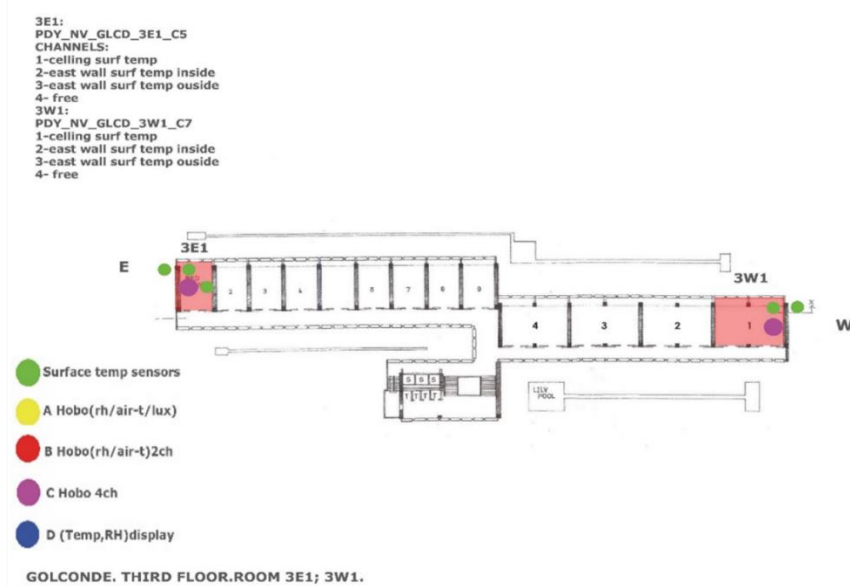 3E1:
PDY_NV_GLCD_3E1_C5
CHANNELS:
1-celling surf temp
2-east wall surf temp inside
3-east wall surf temp ouside
4- free
3W1:
PDY_NV_GLCD_3W1_C7
1-celling surf temp
2-east wall surf temp inside
3-east wall surf temp ouside
4- free
3E1
E
3W1
2 3 4 6 7 8 9
4 3 2 1
X
W
S S S
T T T T
LILY
POOL
Surface temp sensors
A Hobo(rh/air-t/lux)
B Hobo(rh/air-t)2ch
C Hobo 4ch
D (Temp,RH)display
GOLCONDE. THIRD FLOOR.ROOM 3E1; 3W1.